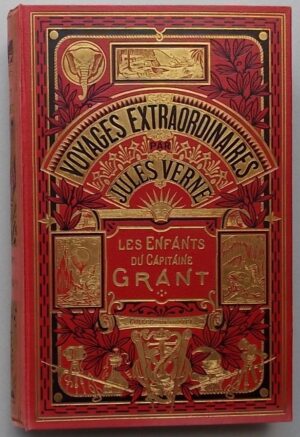 VOYAGES EXTRAORDINAIRES
PAR
JULES VERNE
LES ENFANTS
DU CAPITAINE
GRANT